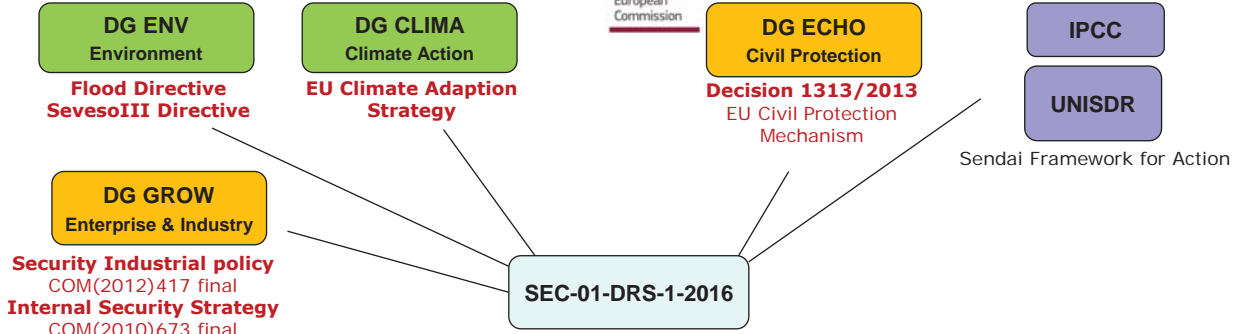 European
Commission
DG ENV
Environment
Flood Directive
SevesoIII Directive
DG CLIMA
Climate Action
EU Climate Adaption
Strategy
DG ECHO
Civil Protection
Decision 1313/2013
EU Civil Protection
Mechanism
IPCC
UNISDR
Sendai Framework for Action
DG GROW
Enterprise & Industry
Security Industrial policy
COM(2012)417 final
Internal Security Strategy
COM(2010)673 final
SEC-01-DRS-1-2016